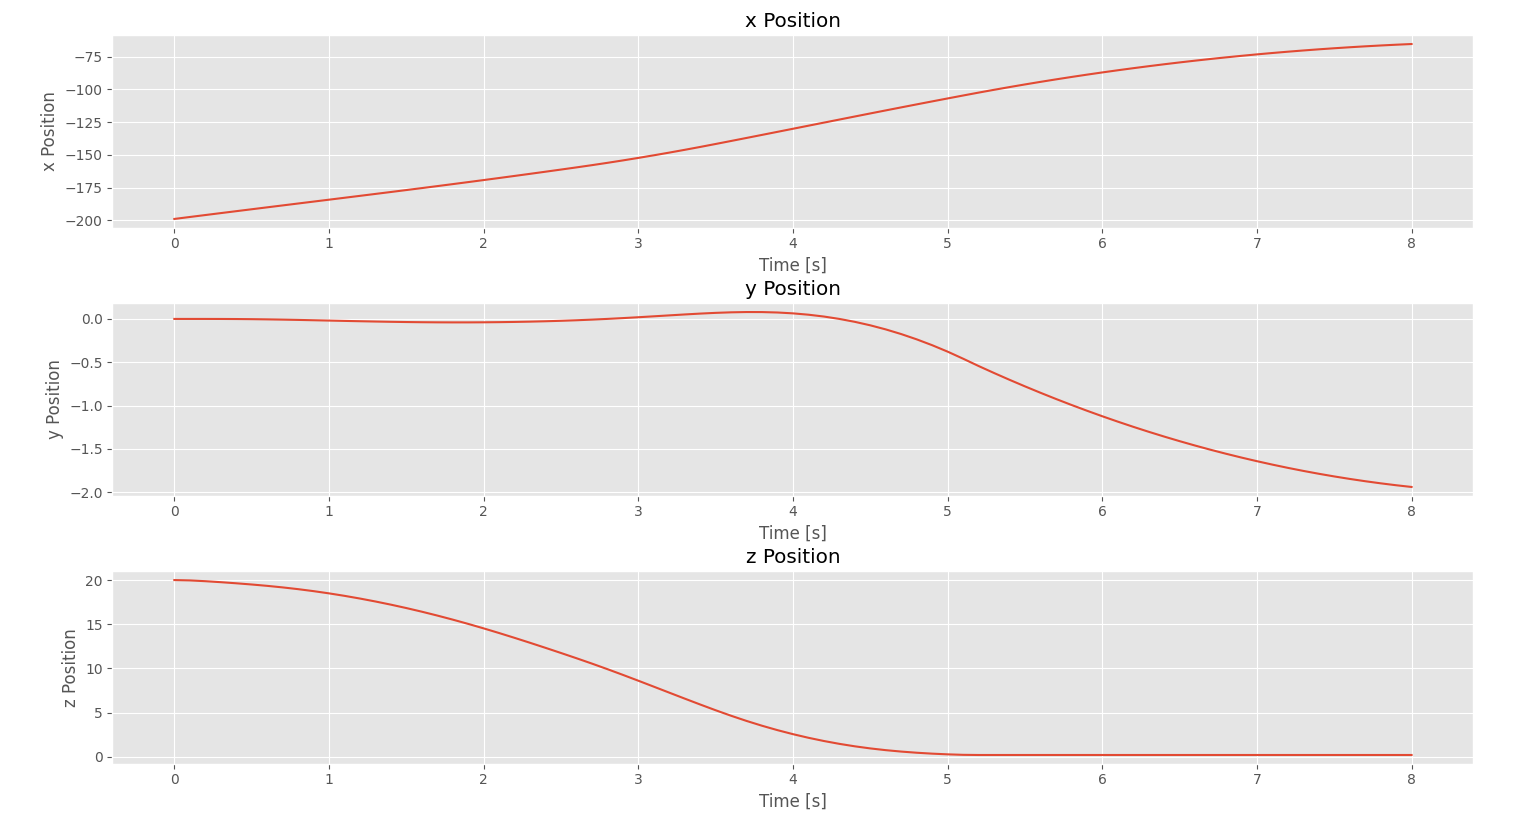 x Position
x Position
−75
−100
−125
−150
−175
−200
0 1 2 3 4 5 6 7 8
Time [s]
y Position
y Position
0.0
−0.5
−1.0
−1.5
−2.0
0 1 2 3 4 5 6 7 8
Time [s]
z Position
z Position
20
15
10
5
0
0 1 2 3 4 5 6 7 8
Time [s]